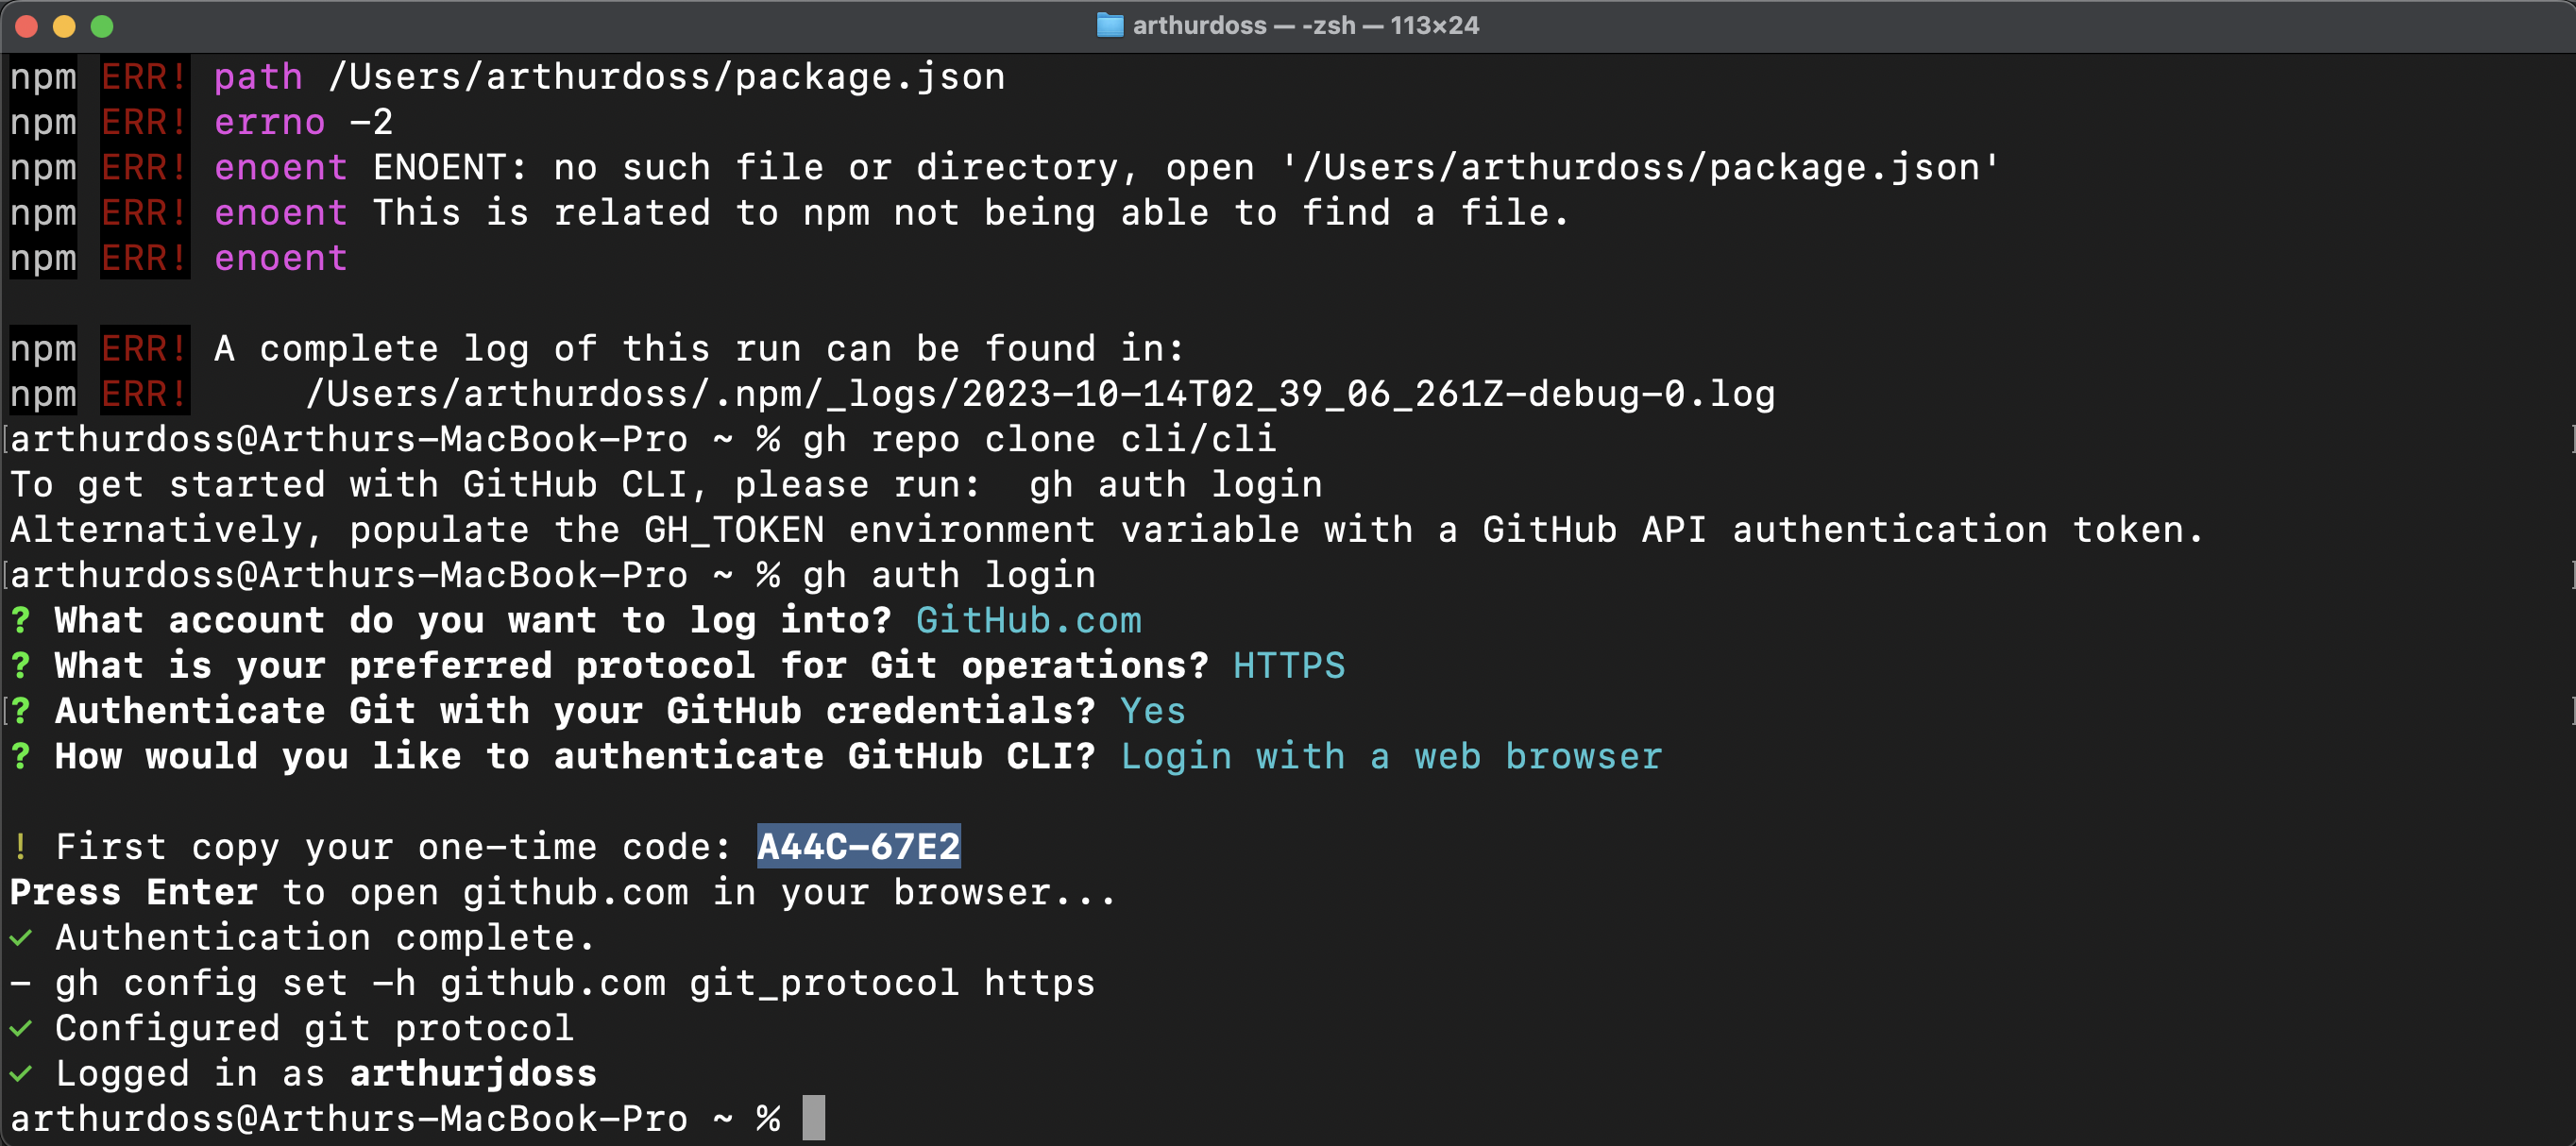 arthurdoss — -zsh — 113×24
npm ERR! path /Users/arthurdoss/package.json
npm ERR! errno -2
npm ERR! enoent ENOENT: no such file or directory, open '/Users/arthurdoss/package.json'
npm ERR! enoent This is related to npm not being able to find a file.
npm ERR! enoent
npm ERR! A complete log of this run can be found in:
npm ERR!     /Users/arthurdoss/.npm/_logs/2023-10-14T02_39_06_261Z-debug-0.log
[arthurdoss@Arthurs-MacBook-Pro ~ % gh repo clone cli/cli ]
To get started with GitHub CLI, please run:  gh auth login
Alternatively, populate the GH_TOKEN environment variable with a GitHub API authentication token.
[arthurdoss@Arthurs-MacBook-Pro ~ % gh auth login ]
? What account do you want to log into? GitHub.com
? What is your preferred protocol for Git operations? HTTPS
[? Authenticate Git with your GitHub credentials? Yes ]
? How would you like to authenticate GitHub CLI? Login with a web browser
! First copy your one-time code: A44C-67E2
Press Enter to open github.com in your browser...
✓ Authentication complete.
- gh config set -h github.com git_protocol https
✓ Configured git protocol
✓ Logged in as arthurjdoss
arthurdoss@Arthurs-MacBook-Pro ~ %